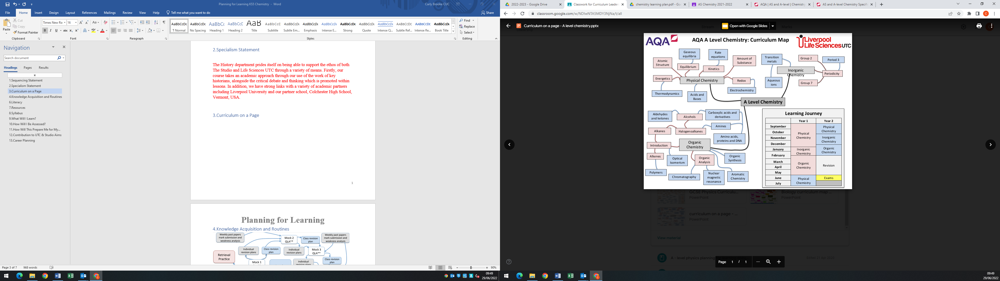 Planning for Learning KS5 Chemistry - Word
Carly Brooke CUC
File Home Insert Design Layout References Mailings Review View Help Tell me what you want to do
Share
Paste
Cut
Copy
Format Painter
Clipboard
Times New Ro 16
Font
Paragraph
AaBbCcDc AaBbCcDc AaBbCc AaBbCcC AaB AaBbCcD AaBbCcDc AaBbCcDc AaBbCcDc AaBbCcDc AaBbCcDc AaBbCcDc AABBCCDC AABBCCDC AaBbCcDc
¶ Normal No Spacing Heading 1 Heading 2 Title Subtitle Subtle Em... Emphasis Intense E... Strong Quote Intense Q... Subtle Ref... Intense Re... Book Title
Styles
Find
Replace
Select
Editing
Navigation
Search document
Headings Pages Results
1.Sequencing Statement
2.Specialism Statement
3.Curriculum on a Page
4.Knowledge Acquisition and Routines
6.Literacy
7.Resources
8.Syllabus
9.What Will I Learn?
10.How Will I Be Assessed?
11.How Will This Prepare Me for My...
12.Contribution to UTC & Studio Aims
13.Career Planning
2.Specialism Statement
The History department prides itself on being able to support the ethos of both
The Studio and Life Sciences UTC through a variety of means. Firstly, our
course takes an academic approach through our use of the work of key
historians, alongside the critical debate and thinking which is promoted within
lessons. In addition, we have strong links with a variety of academic partners
including Liverpool University and our partner school, Colchester High School,
Vermont, USA.
3.Curriculum on a Page
1
Planning for Learning
4.Knowledge Acquisition and Routines
Weekly past papers
mark submission and
weakness analysis
Mock 2
QLA**
Class revision
plan
Weekly past papers
mark submission and
weakness analysis
Individual
revision plans
Class revision
plan
Individual
revision plans
Mock 3
QLA**
Retrieval
Practice
Mock 1
Individual
revision plans
Class revision
plan
Page 3 of 7 968 words
90%
09:49
29/06/2022
2022-2023 - Google Drive
Classwork for Curriculum Leader
chemistry learning plan.pdf - Goo
AS Chemistry 2021-2022
AQA | AS and A-level | Chemistry
AS and A-level Chemistry Specific
classroom.google.com/w/NDIwNTA5MDY3NjNa/t/all
Curriculum on a page - A level chemistry.pptx
Open with Google Slides
AQA
AQA A Level Chemistry: Curriculum Map
Liverpool
Life Sciences UTC
Gaseous
equilibria
Rate
equations
Atomic
Structure
Equilibrium
Kinetics
Amount of
Substance
Transition
metals
Group 2
Period 3
Inorganic
Chemistry
Periodicity
Energetics
Physical Chemistry
Redox
Aqueous
ions
Group 7
Thermodynamics
Acids and
Bases
Electrochemistry
A Level Chemistry
Aldehydes
and ketones
Alcohols
Carboxylic acids and
derivatives
Amines
Alkanes
Halogenoalkanes
Amino acids,
proteins and DNA
Introduction
Organic
Chemistry
Alkenes
Optical
Isomerism
Organic
Analysis
Organic
Synthesis
Polymers
Chromatography
Nuclear
magnetic
resonance
Aromatic
Chemistry
Learning Journey
Year 1 Year 2
September
October
November
December
January
February
March
April
May
June
July
Physical
Chemistry
Inorganic
Chemistry
Organic
Chemistry
Physical
Chemistry
Physical
Chemistry
Inorganic
Chemistry
Organic
Chemistry
Revision
Exams
GCSE Physics Curriculu...
PowerPoint
Biology curriculum map ...
PowerPoint
curriculum on a page - ...
PowerPoint
View material
A - level physics planning
Edited 21 Apr 2020
Page 1 / 1
09:49
29/06/2022